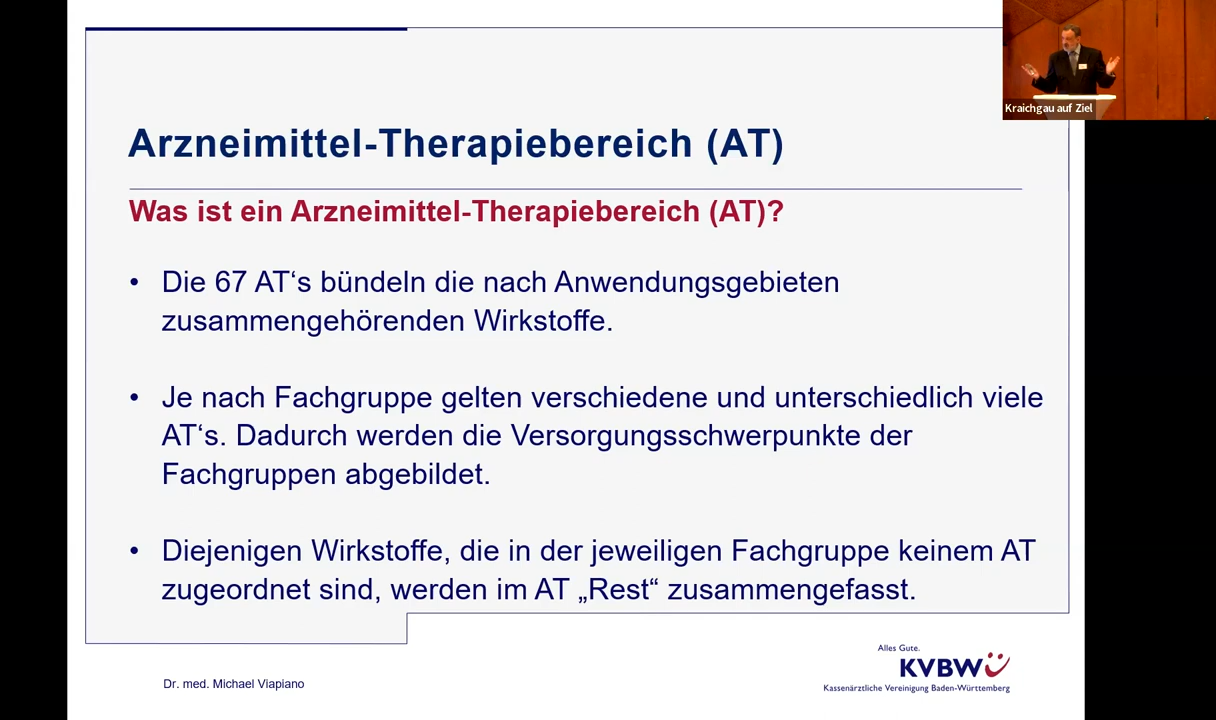 Kraichgau auf Ziel
Arzneimittel-Therapiebereich (AT)
Was ist ein Arzneimittel-Therapiebereich (AT)?
• Die 67 AT‘s bündeln die nach Anwendungsgebieten
zusammengehörenden Wirkstoffe.
• Je nach Fachgruppe gelten verschiedene und unterschiedlich viele
AT‘s. Dadurch werden die Versorgungsschwerpunkte der
Fachgruppen abgebildet.
• Diejenigen Wirkstoffe, die in der jeweiligen Fachgruppe keinem AT
zugeordnet sind, werden im AT „Rest“ zusammengefasst.
Alles Gute.
KVBW
Kassenärztliche Vereinigung Baden-Württemberg
Dr. med. Michael Viapiano